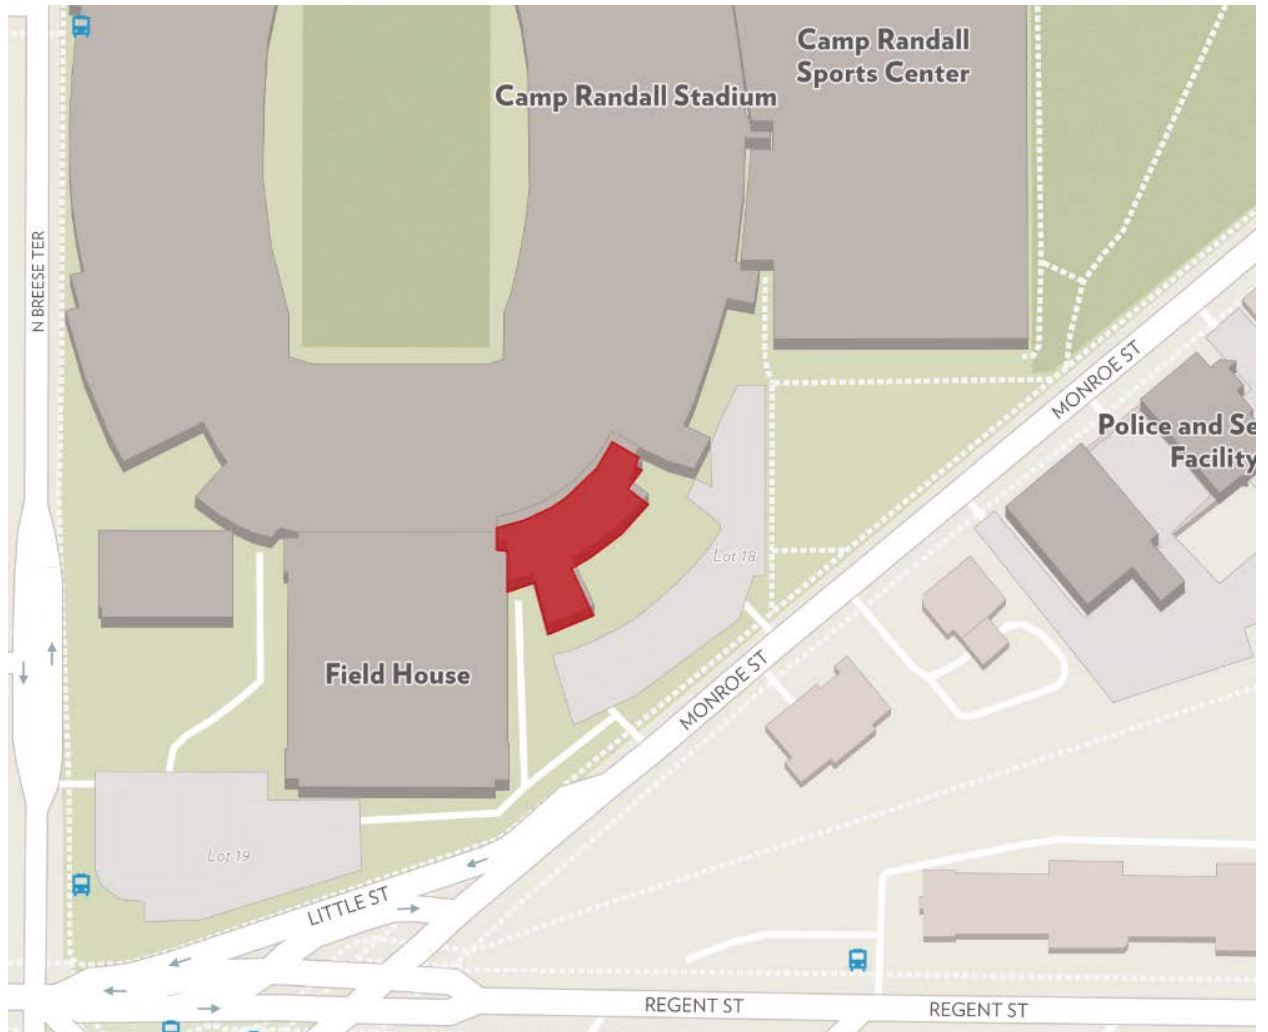 Camp Randall
Sports Center
Camp Randall Stadium
N BREESE TER
MONROE ST
Police and Se
Facility
Lot 18
Field House
MONROE ST
Lot 19
LITTLE ST
REGENT ST
REGENT ST